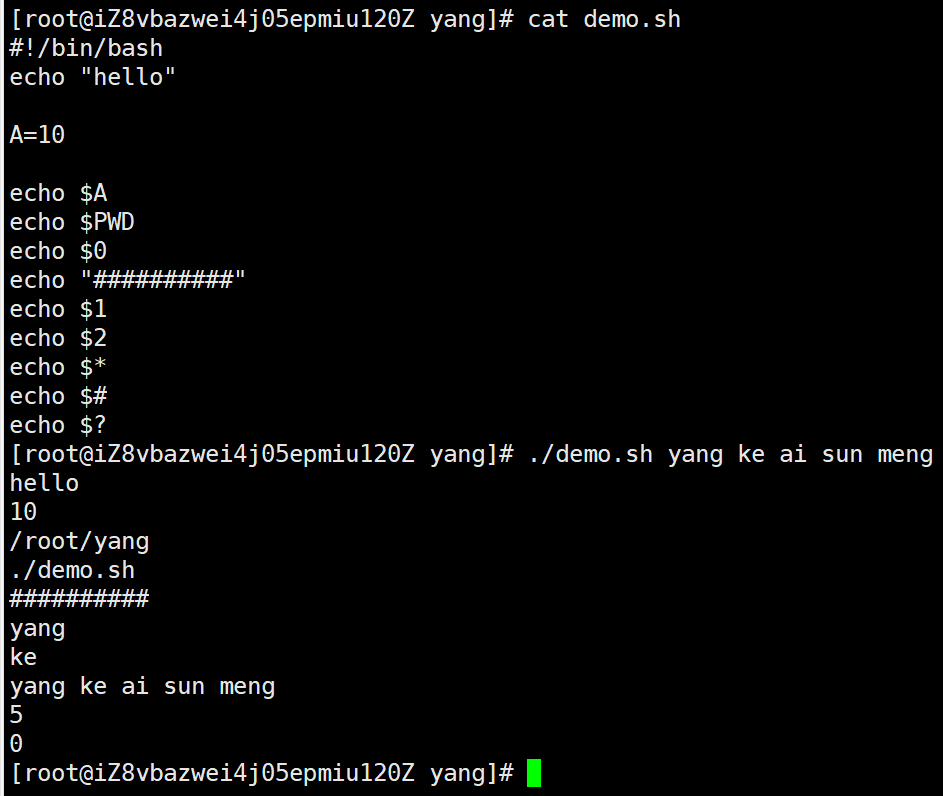 [root@iZ8vbazwei4j05epmiu120Z yang]# cat demo.sh
#!/bin/bash
echo "hello"
A=10
echo $A
echo $PWD
echo $0
echo "##########"
echo $1
echo $2
echo $*
echo $#
echo $?
[root@iZ8vbazwei4j05epmiu120Z yang]# ./demo.sh yang ke ai sun meng
hello
10
/root/yang
./demo.sh
##########
yang
ke
yang ke ai sun meng
5
0
[root@iZ8vbazwei4j05epmiu120Z yang]#